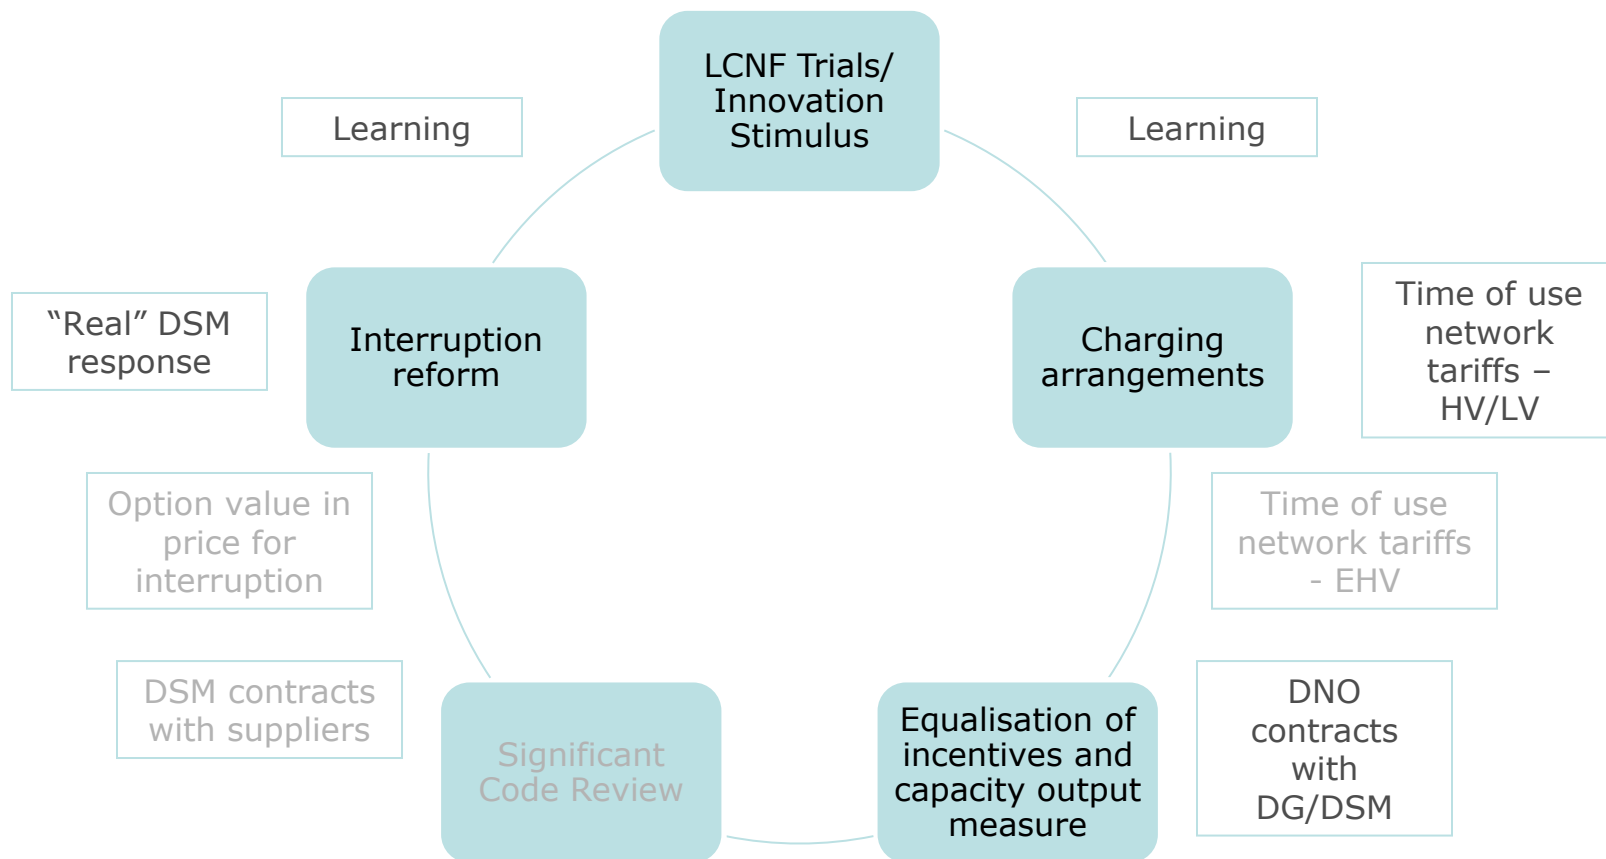 LCNF Trials/
Innovation
Stimulus
Learning
Learning
"Real" DSM
response
Interruption
reform
Charging
arrangements
Time of use
network
tariffs –
HV/LV
Option value in
price for
interruption
Time of use
network tariffs
- EHV
DSM contracts
with suppliers
Significant
Code Review
Equalisation of
incentives and
capacity output
measure
DNO
contracts
with
DG/DSM